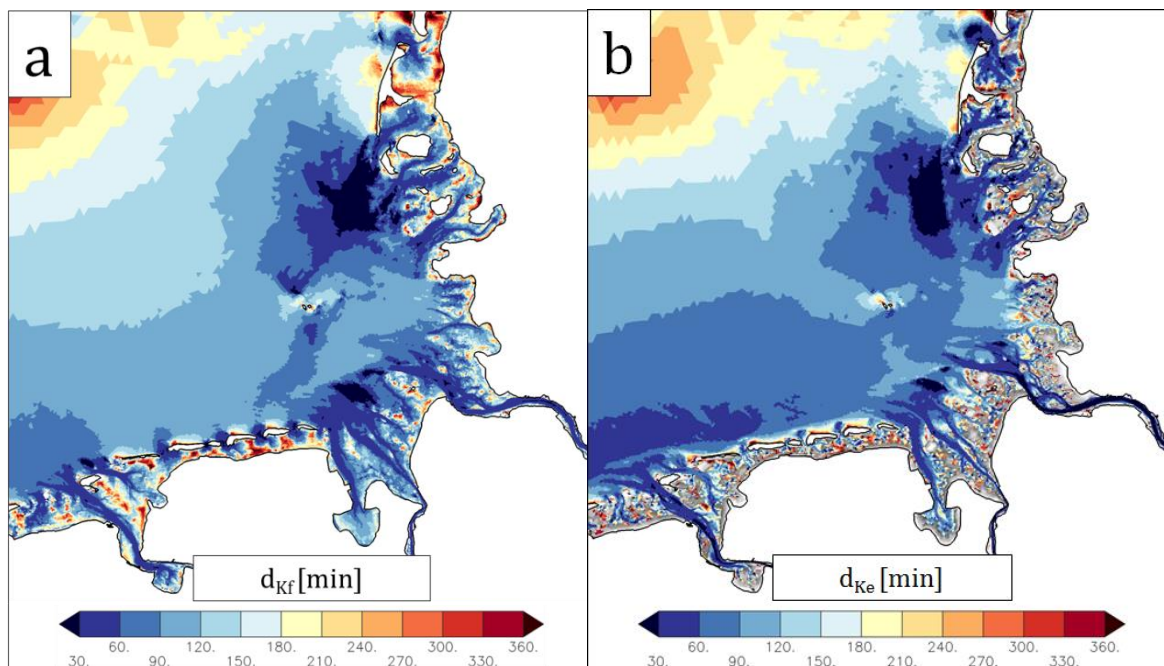 a
b
d_Kf [min]
d_Ke [min]
60. 120. 180. 240. 300. 360.
30. 90. 150. 210. 270. 330.
60. 120. 180. 240. 300. 360.
30. 90. 150. 210. 270. 330.